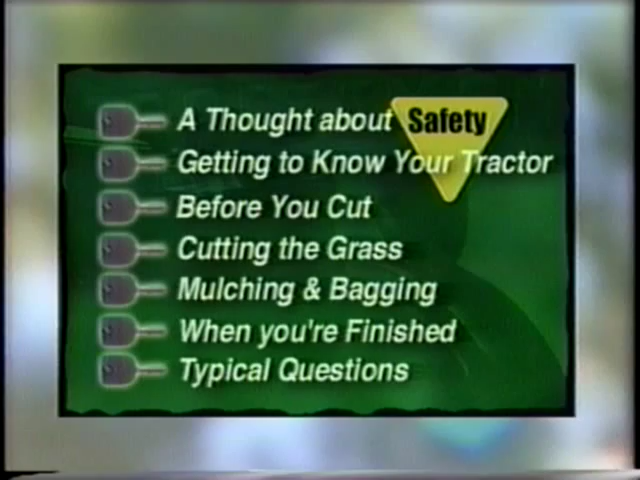 A Thought about Safety
Getting to Know Your Tractor
Before You Cut
Cutting the Grass
Mulching & Bagging
When you're Finished
Typical Questions